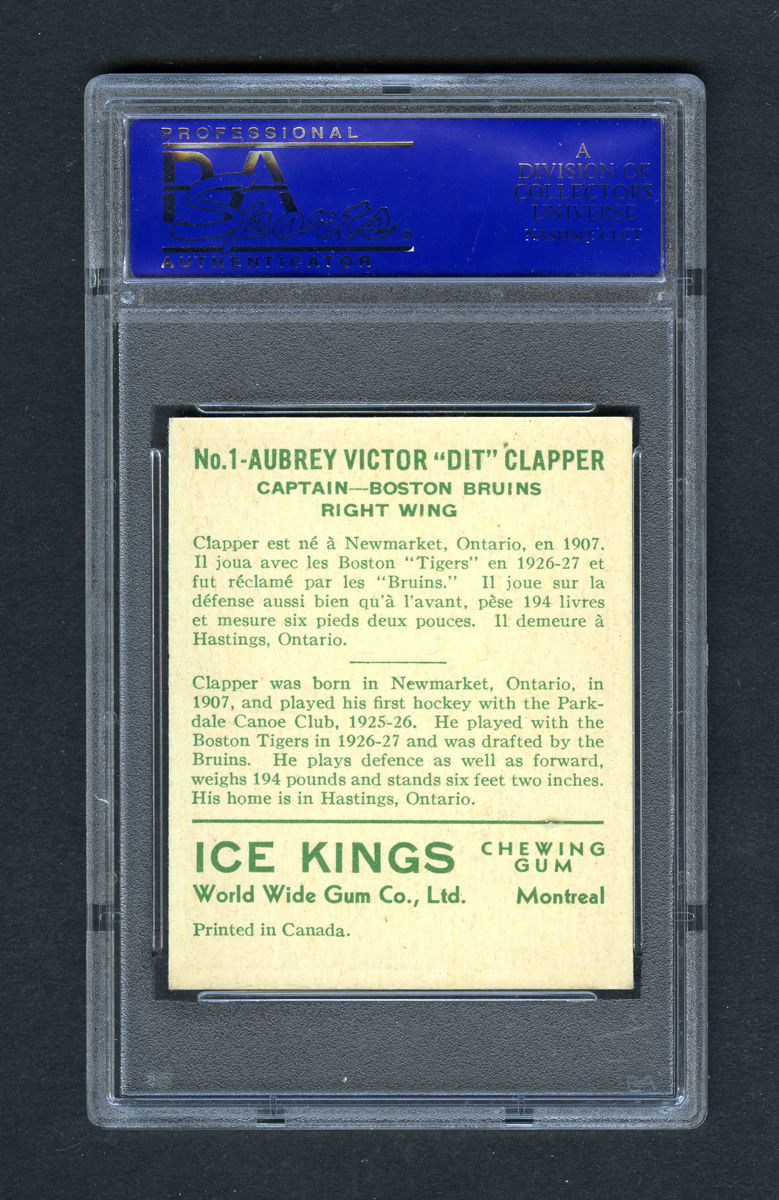 PROFESSIONAL
PSA
Sports®
AUTHENTICATOR
A
DIVISION OF
COLLECTORS
UNIVERSE
NASDAQ: CLCT
No.1-AUBREY VICTOR "DIT" CLAPPER
CAPTAIN—BOSTON BRUINS
RIGHT WING
Clapper est né à Newmarket, Ontario, en 1907.
Il joua avec les Boston "Tigers" en 1926-27 et
fut réclamé par les "Bruins." Il joue sur la
défense aussi bien qu'à l'avant, pèse 194 livres
et mesure six pieds deux pouces. Il demeure à
Hastings, Ontario.
Clapper was born in Newmarket, Ontario, in
1907, and played his first hockey with the Park-
dale Canoe Club, 1925-26. He played with the
Boston Tigers in 1926-27 and was drafted by the
Bruins. He plays defence as well as forward,
weighs 194 pounds and stands six feet two inches.
His home is in Hastings, Ontario.
ICE KINGS CHEWING
GUM
World Wide Gum Co., Ltd. Montreal
Printed in Canada.